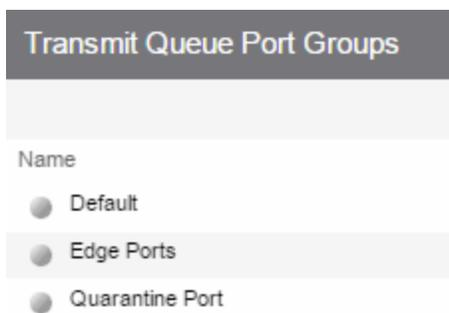 Transmit Queue Port Groups
Name
Default
Edge Ports
Quarantine Port